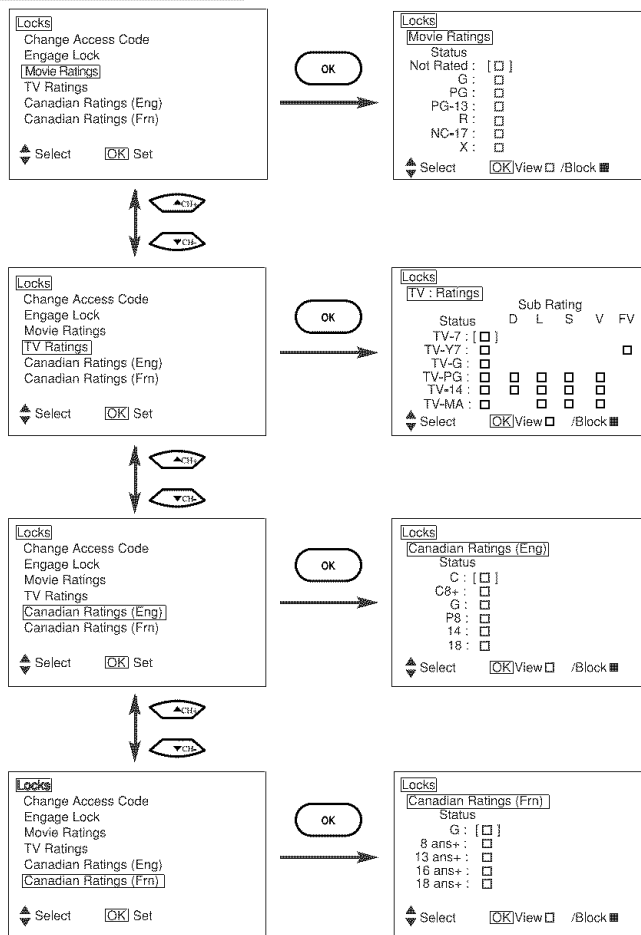 Locks
Change Access Code
Engage Lock
Movie Ratings
TV Ratings
Canadian Ratings (Eng)
Canadian Ratings (Frn)
Select OK Set
OK
Locks
Movie Ratings
Status
Not Rated : [ ]
G :
PG :
PG-13 :
R :
NC-17 :
X :
Select OK View /Block
▲CH+
▼CH-
Locks
Change Access Code
Engage Lock
Movie Ratings
TV Ratings
Canadian Ratings (Eng)
Canadian Ratings (Frn)
Select OK Set
OK
Locks
TV : Ratings
Sub Rating
Status D L S V FV
TV-7 : [ ]
TV-Y7 :
TV-G :
TV-PG :
TV-14 :
TV-MA :
Select OK View /Block
▲CH+
▼CH-
Locks
Change Access Code
Engage Lock
Movie Ratings
TV Ratings
Canadian Ratings (Eng)
Canadian Ratings (Frn)
Select OK Set
OK
Locks
Canadian Ratings (Eng)
Status
C : [ ]
C8+ :
G :
P8 :
14 :
18 :
Select OK View /Block
▲CH+
▼CH-
Locks
Change Access Code
Engage Lock
Movie Ratings
TV Ratings
Canadian Ratings (Eng)
Canadian Ratings (Frn)
Select OK Set
OK
Locks
Canadian Ratings (Frn)
Status
G : [ ]
8 ans+ :
13 ans+ :
16 ans+ :
18 ans+ :
Select OK View /Block